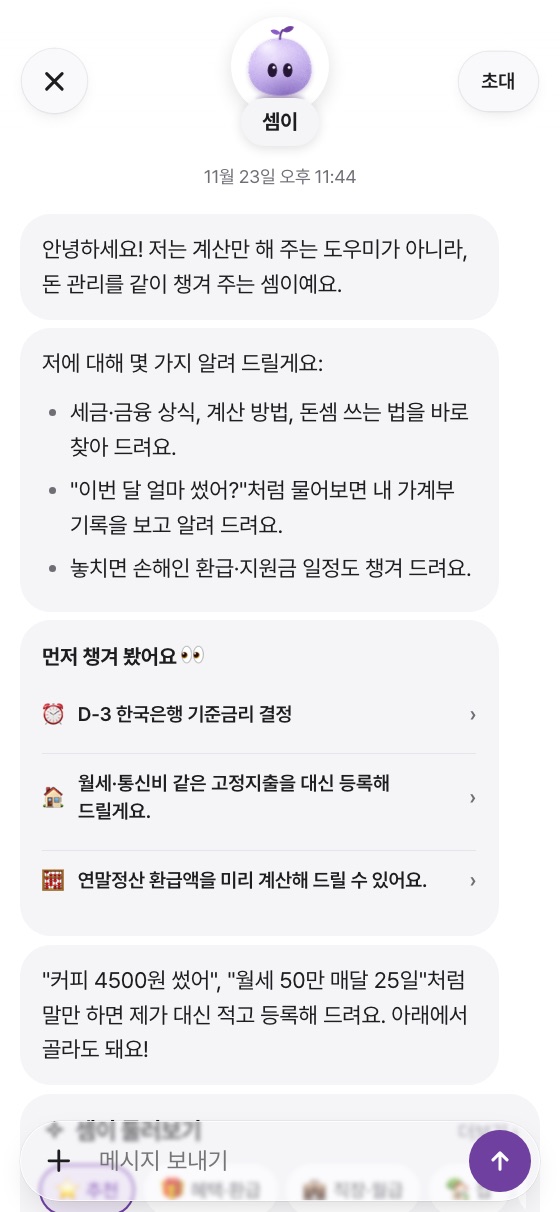 초대
셈이
11월 23일 오후 11:44
안녕하세요! 저는 계산만 해 주는 도우미가 아니라,
돈 관리를 같이 챙겨 주는 셈이예요.
저에 대해 몇 가지 알려 드릴게요:
세금·금융 상식, 계산 방법, 돈셈 쓰는 법을 바로
찾아 드려요.
"이번 달 얼마 썼어?"처럼 물어보면 내 가계부
기록을 보고 알려 드려요.
놓치면 손해인 환급·지원금 일정도 챙겨 드려요.
먼저 챙겨 봤어요
D-3 한국은행 기준금리 결정
월세·통신비 같은 고정지출을 대신 등록해
드릴게요.
연말정산 환급액을 미리 계산해 드릴 수 있어요.
"커피 4500원 썼어", "월세 50만 매달 25일"처럼
말만 하면 제가 대신 적고 등록해 드려요. 아래에서
골라도 돼요!
셈이 둘러보기
메시지 보내기
추천
혜택·환급
직장·월급